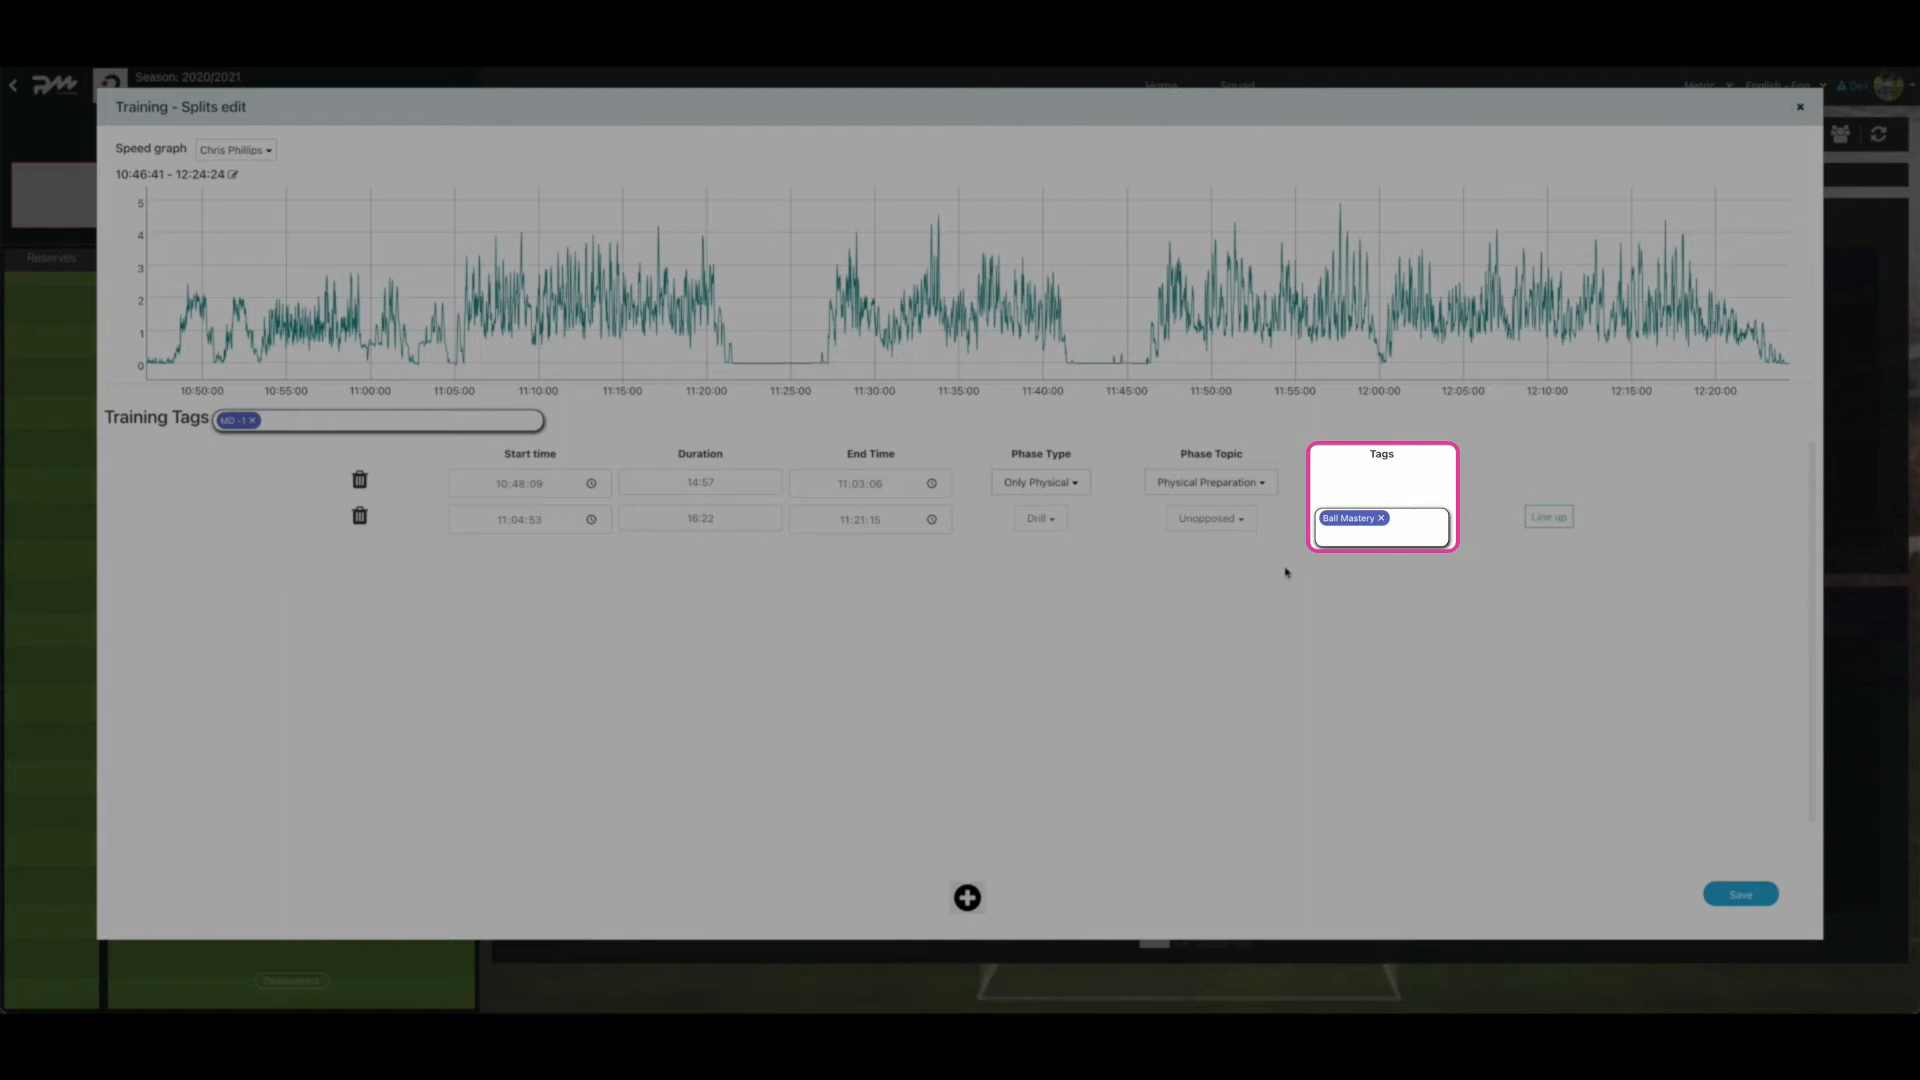 Season: 2020/2021
Home Squad Metric English - Eng Dev
Training - Splits edit
Speed graph Chris Phillips
10:46:41 - 12:24:24
5
4
3
2
1
0
10:50:00 10:55:00 11:00:00 11:05:00 11:10:00 11:15:00 11:20:00 11:25:00 11:30:00 11:35:00 11:40:00 11:45:00 11:50:00 11:55:00 12:00:00 12:05:00 12:10:00 12:15:00 12:20:00
Reserves
Training Tags MD -1 ×
Start time Duration End Time Phase Type Phase Topic Tags
10:48:09 14:57 11:03:06 Only Physical Physical Preparation
11:04:53 16:22 11:21:15 Drill Unopposed Ball Mastery × Line up
Save